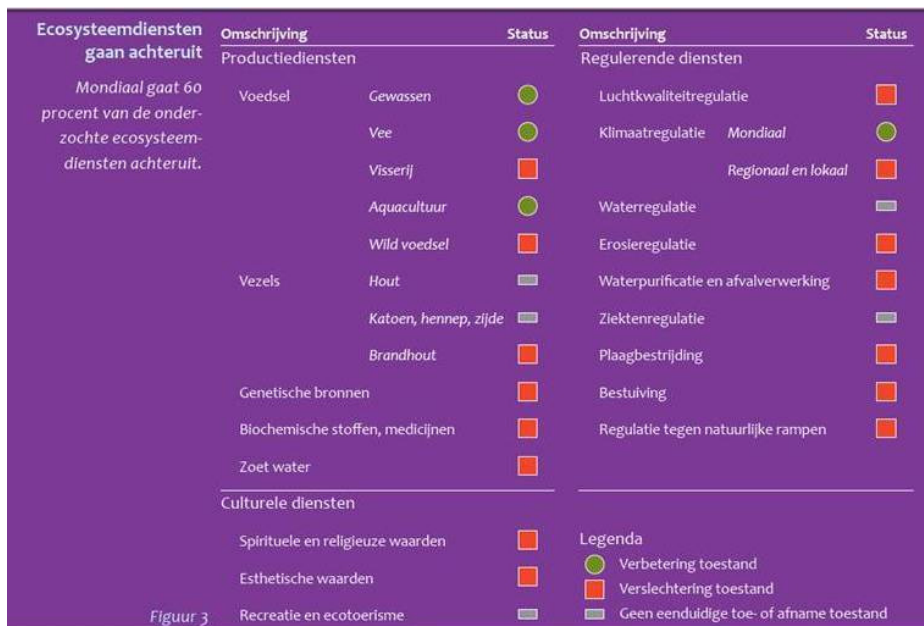 Ecosysteemdiensten
gaan achteruit
Mondiaal gaat 60
procent van de onder-
zochte ecosysteem-
diensten achteruit.
Figuur 3
Omschrijving Status
Productiediensten
Voedsel Gewassen
Vee
Visserij
Aquacultuur
Wild voedsel
Vezels Hout
Katoen, hennep, zijde
Brandhout
Genetische bronnen
Biochemische stoffen, medicijnen
Zoet water
Culturele diensten
Spirituele en religieuze waarden
Esthetische waarden
Recreatie en ecotoerisme
Omschrijving Status
Regulerende diensten
Luchtkwaliteitregulatie
Klimaatregulatie Mondiaal
Regionaal en lokaal
Waterregulatie
Erosieregulatie
Waterpurificatie en afvalverwerking
Ziektenregulatie
Plaagbestrijding
Bestuiving
Regulatie tegen natuurlijke rampen
Legenda
Verbetering toestand
Verslechtering toestand
Geen eenduidige toe- of afname toestand